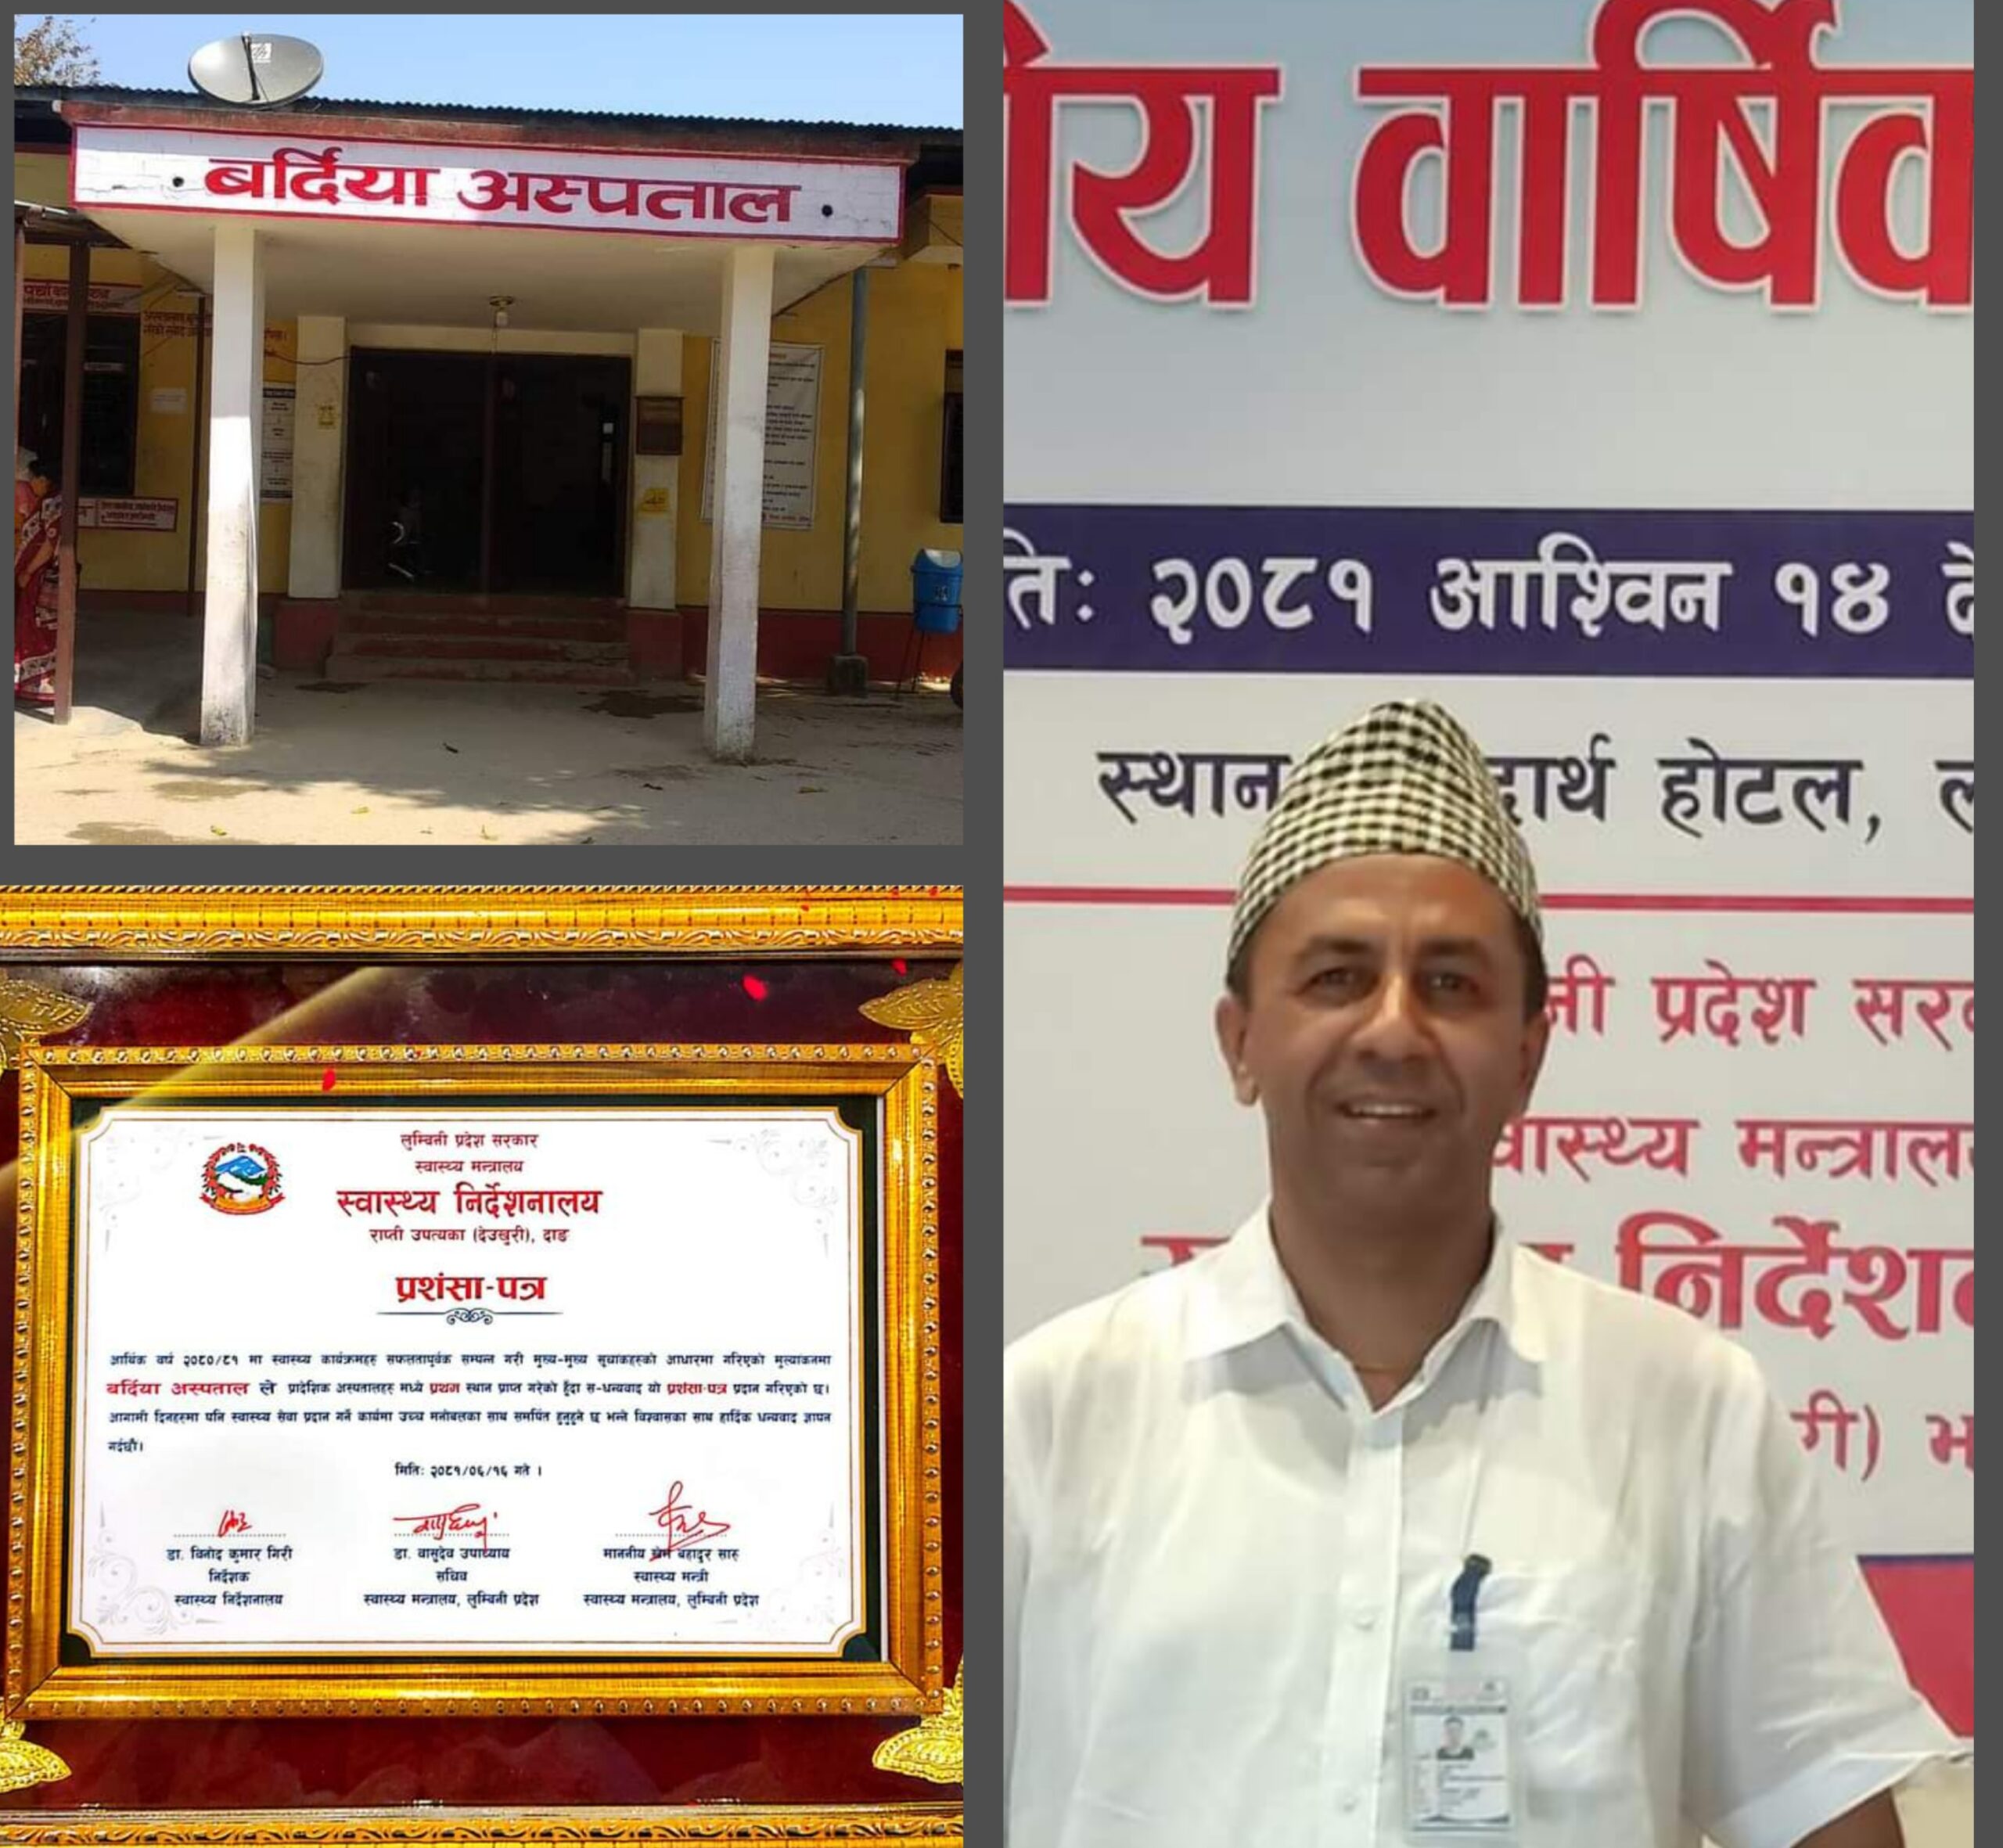 बर्दिया अस्पताल
लुम्बिनी प्रदेश सरकार
स्वास्थ्य मन्त्रालय
स्वास्थ्य निर्देशनालय
राप्ती उपत्यका (देउखुरी), दाङ
प्रशंसा-पत्र
आर्थिक वर्ष २०८०/८१ मा स्वास्थ्य कार्यक्रमहरु सफलतापूर्वक सम्पन्न गरी मुख्य-मुख्य सुचाकहरुको आधारमा गरिएको मुल्यांकनमा
बर्दिया अस्पताल ले प्रादेशिक अस्पतालहरु मध्ये प्रथम स्थान प्राप्त गरेको हुँदा स-धन्यवाद यो प्रशंसा-पत्र प्रदान गरिएको छ।
आगामी दिनहरुमा पनि स्वास्थ्य सेवा प्रदान गर्ने कार्यमा उच्च मनोबलका साथ समर्पित हुनुहुने छ भन्ने विश्वासका साथ हार्दिक धन्यवाद ज्ञापन
गर्दछौं।
मितिः २०८१/०६/१६ गते ।
डा. विनोद कुमार गिरी
निर्देशक
स्वास्थ्य निर्देशनालय
डा. वासुदेव उपाध्याय
सचिव
स्वास्थ्य मन्त्रालय, लुम्बिनी प्रदेश
माननीय खेम बहादुर सारु
स्वास्थ्य मन्त्री
स्वास्थ्य मन्त्रालय, लुम्बिनी प्रदेश
ीय वार्षिक
तिः २०८१ आश्विन १४ दे
स्थान द्धार्थ होटल, ल
नी प्रदेश सरक
वास्थ्य मन्त्राल
निर्देशन
री) भ